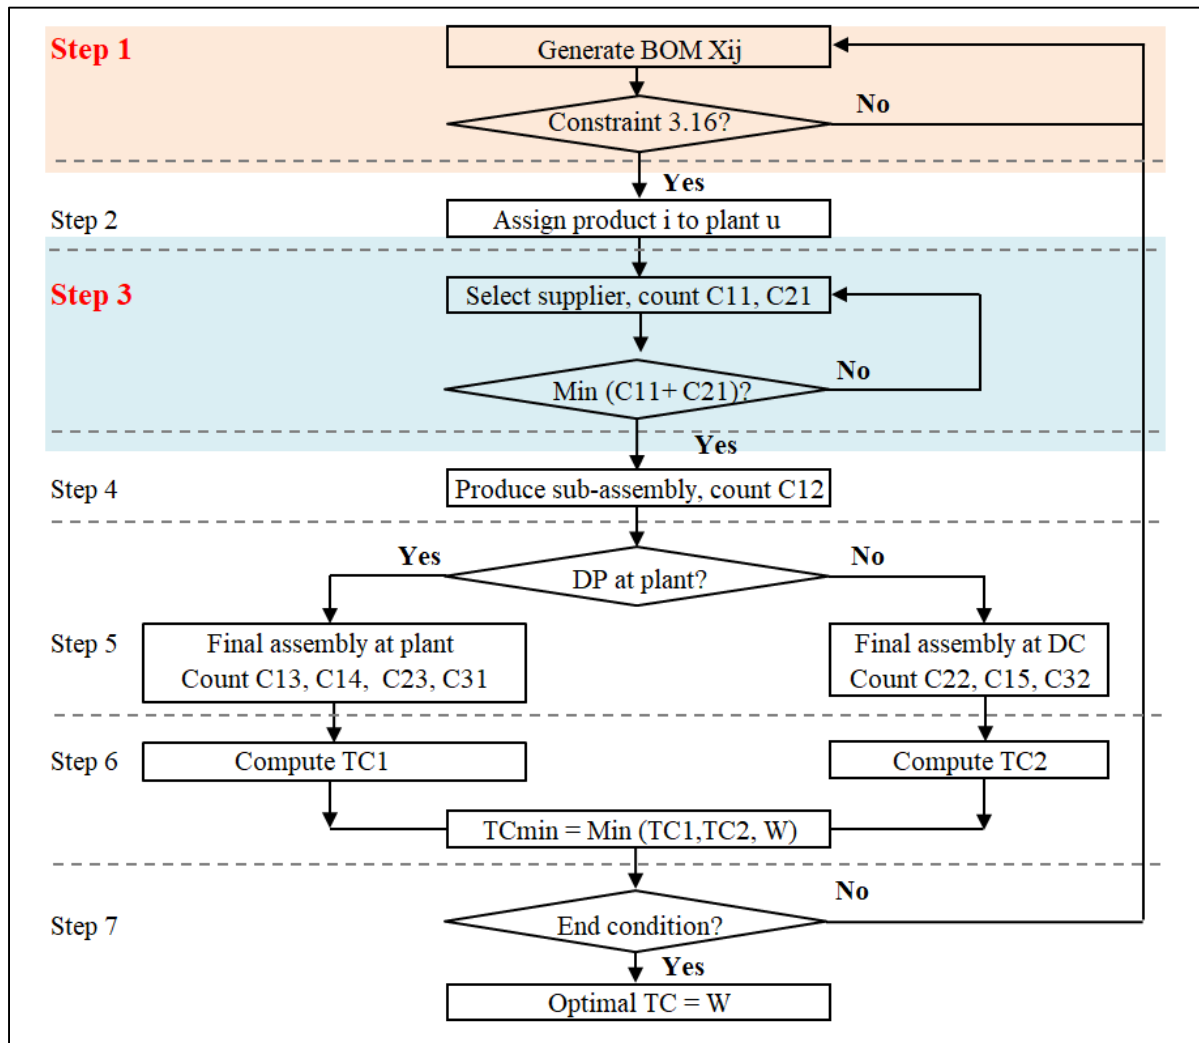 Step 1
Generate BOM Xij
No
Constraint 3.16?
Yes
Step 2
Assign product i to plant u
Step 3
Select supplier, count C11, C21
No
Min (C11+ C21)?
Yes
Step 4
Produce sub-assembly, count C12
Yes
No
DP at plant?
Step 5
Final assembly at plant
Count C13, C14, C23, C31
Final assembly at DC
Count C22, C15, C32
Step 6
Compute TC1
Compute TC2
TCmin = Min (TC1,TC2, W)
No
Step 7
End condition?
Yes
Optimal TC = W